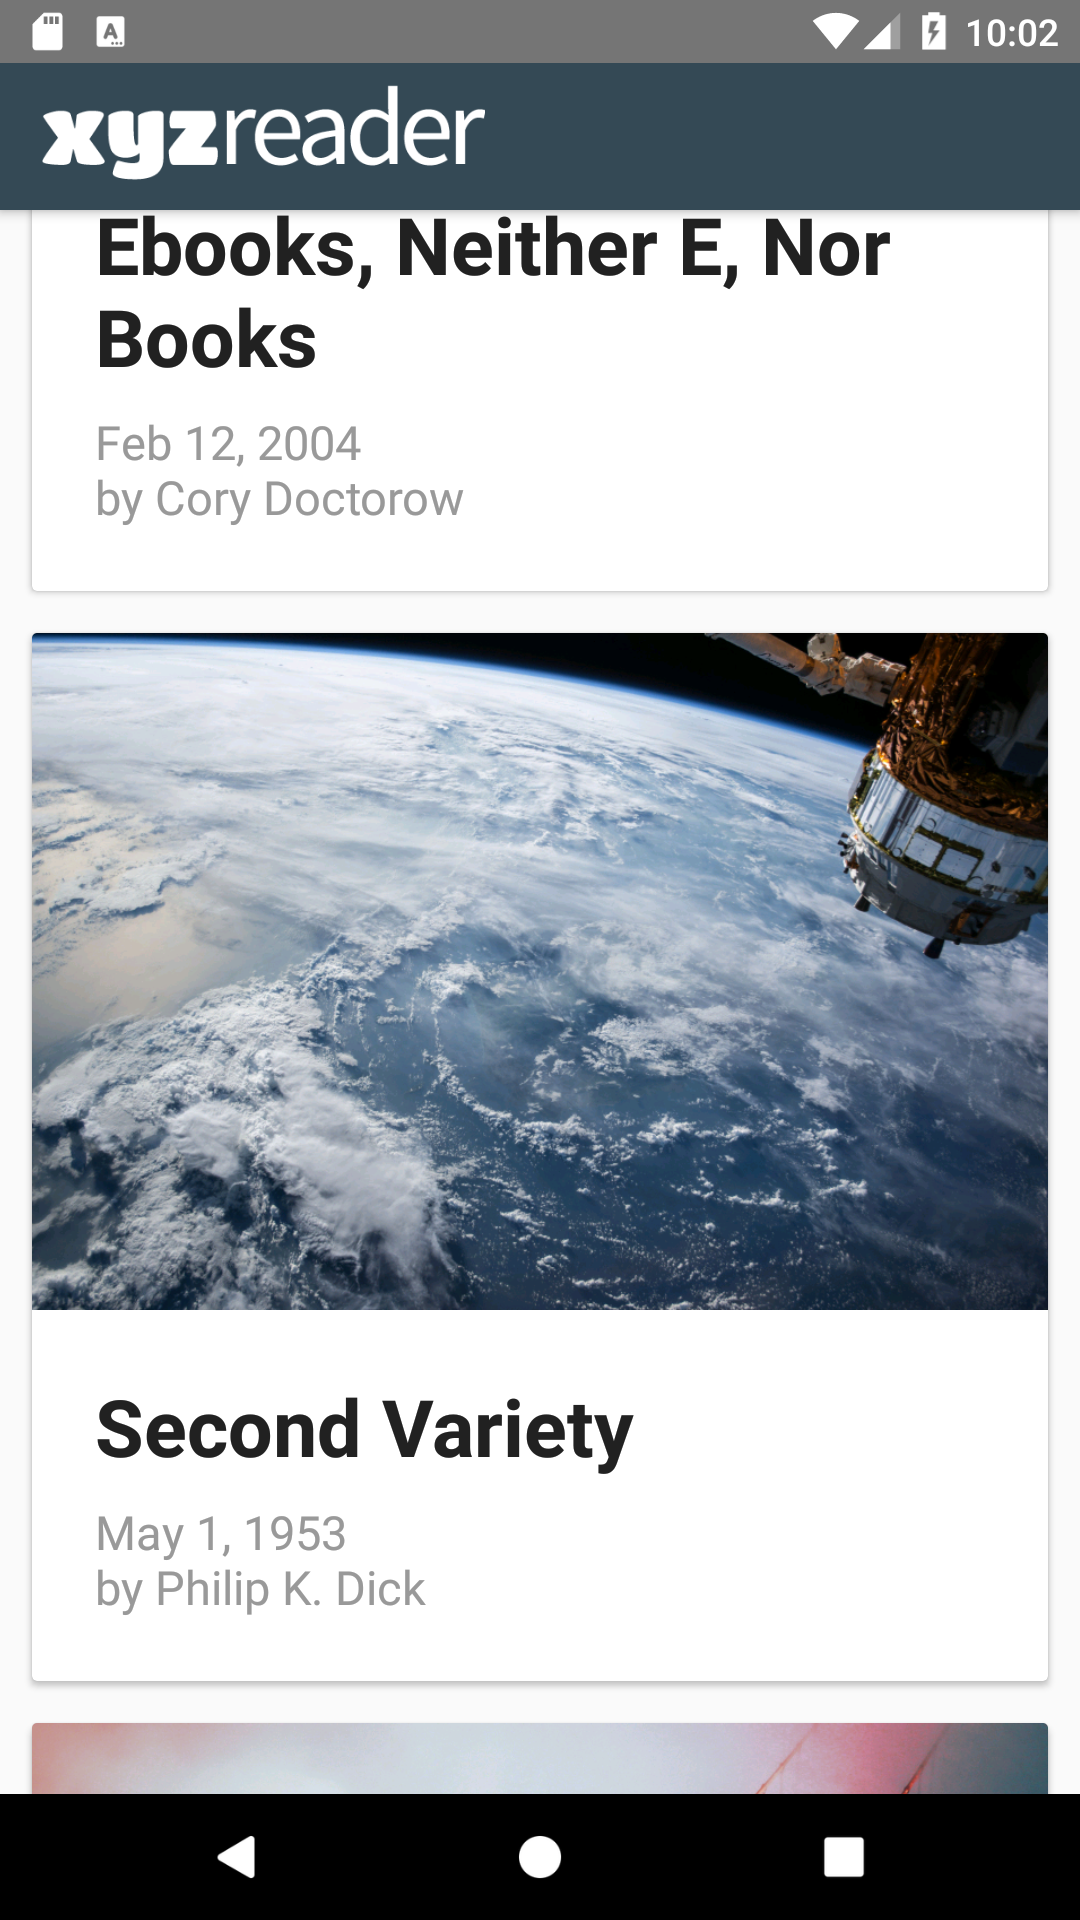 10:02
xyzreader
Ebooks, Neither E, Nor
Books
Feb 12, 2004
by Cory Doctorow
Second Variety
May 1, 1953
by Philip K. Dick